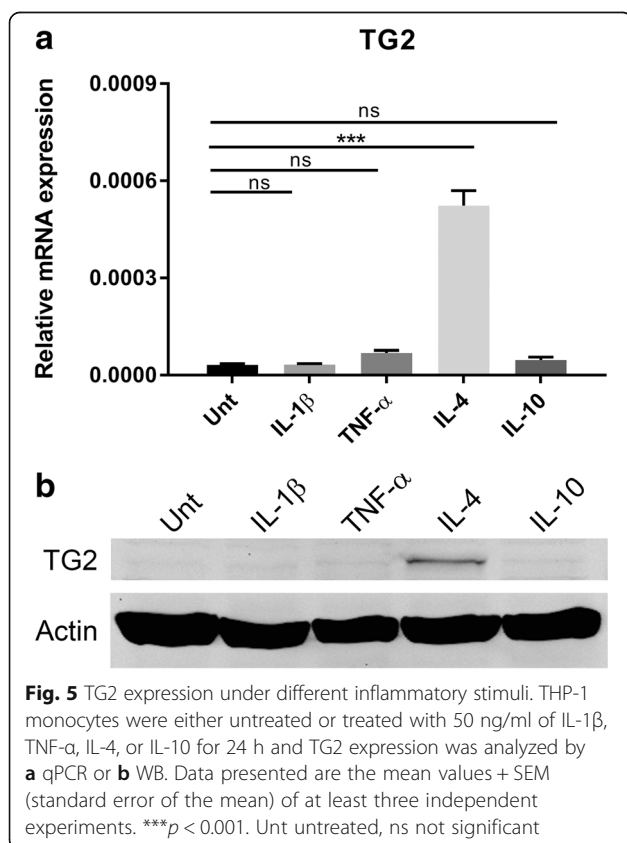 a
TG2
Relative mRNA expression
0.0009
0.0006
0.0003
0.0000
ns
***
ns
ns
Unt
IL-1β
TNF-α
IL-4
IL-10
b
Unt
IL-1β
TNF-α
IL-4
IL-10
TG2
Actin
Fig. 5 TG2 expression under different inflammatory stimuli. THP-1
monocytes were either untreated or treated with 50 ng/ml of IL-1β,
TNF-α, IL-4, or IL-10 for 24 h and TG2 expression was analyzed by
a qPCR or b WB. Data presented are the mean values + SEM
(standard error of the mean) of at least three independent
experiments. ***p < 0.001. Unt untreated, ns not significant